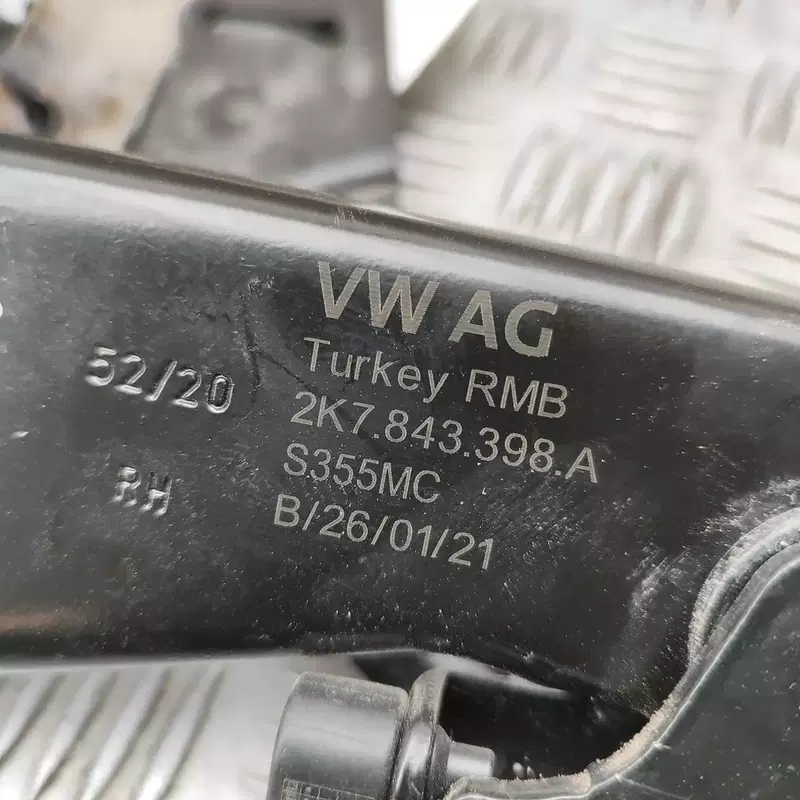 VW AG
Turkey RMB
2K7.843.398.A
S355MC
B/26/01/21
52/20
RH